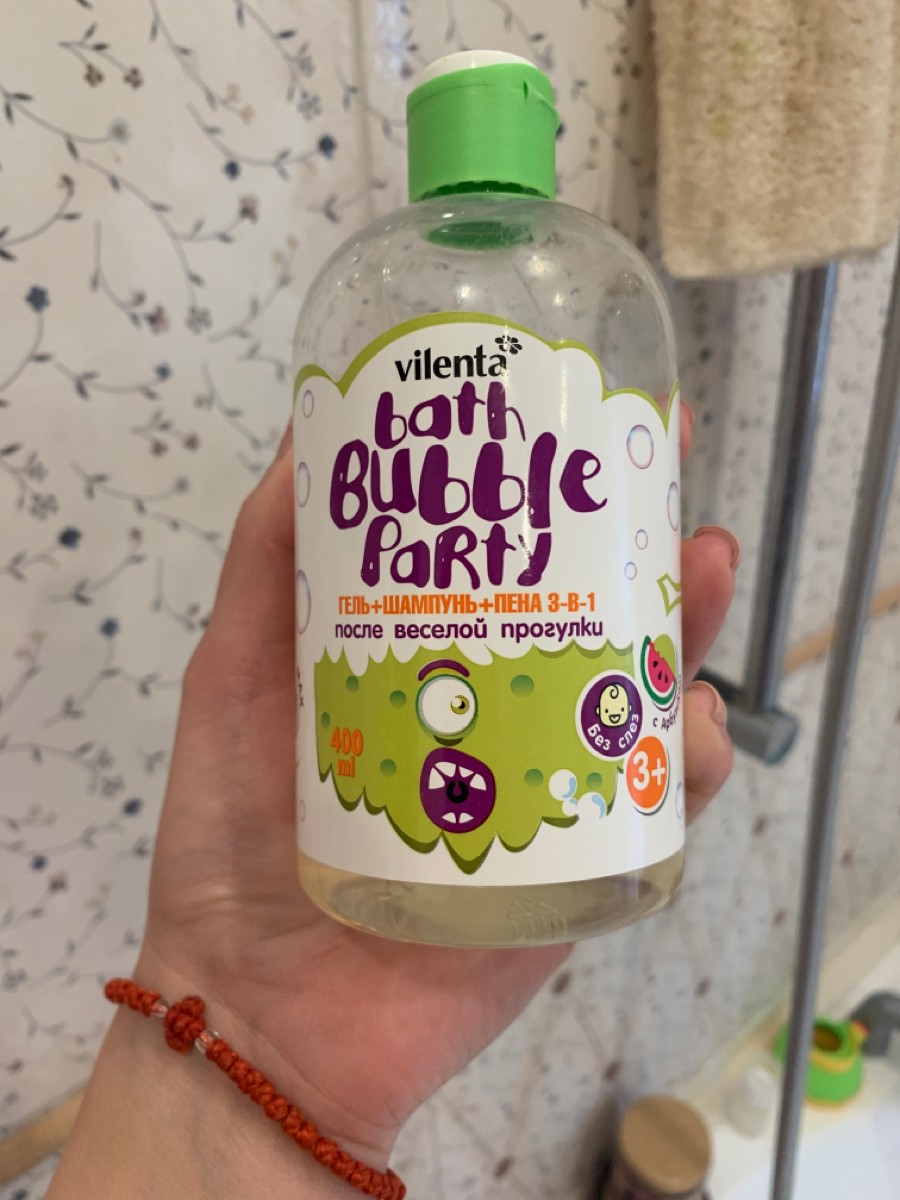 vilenta
bath
Bubble
Party
ГЕЛЬ+ШАМПУНЬ+ПЕНА 3-В-1
после веселой прогулки
400
ml
Без слез
3+